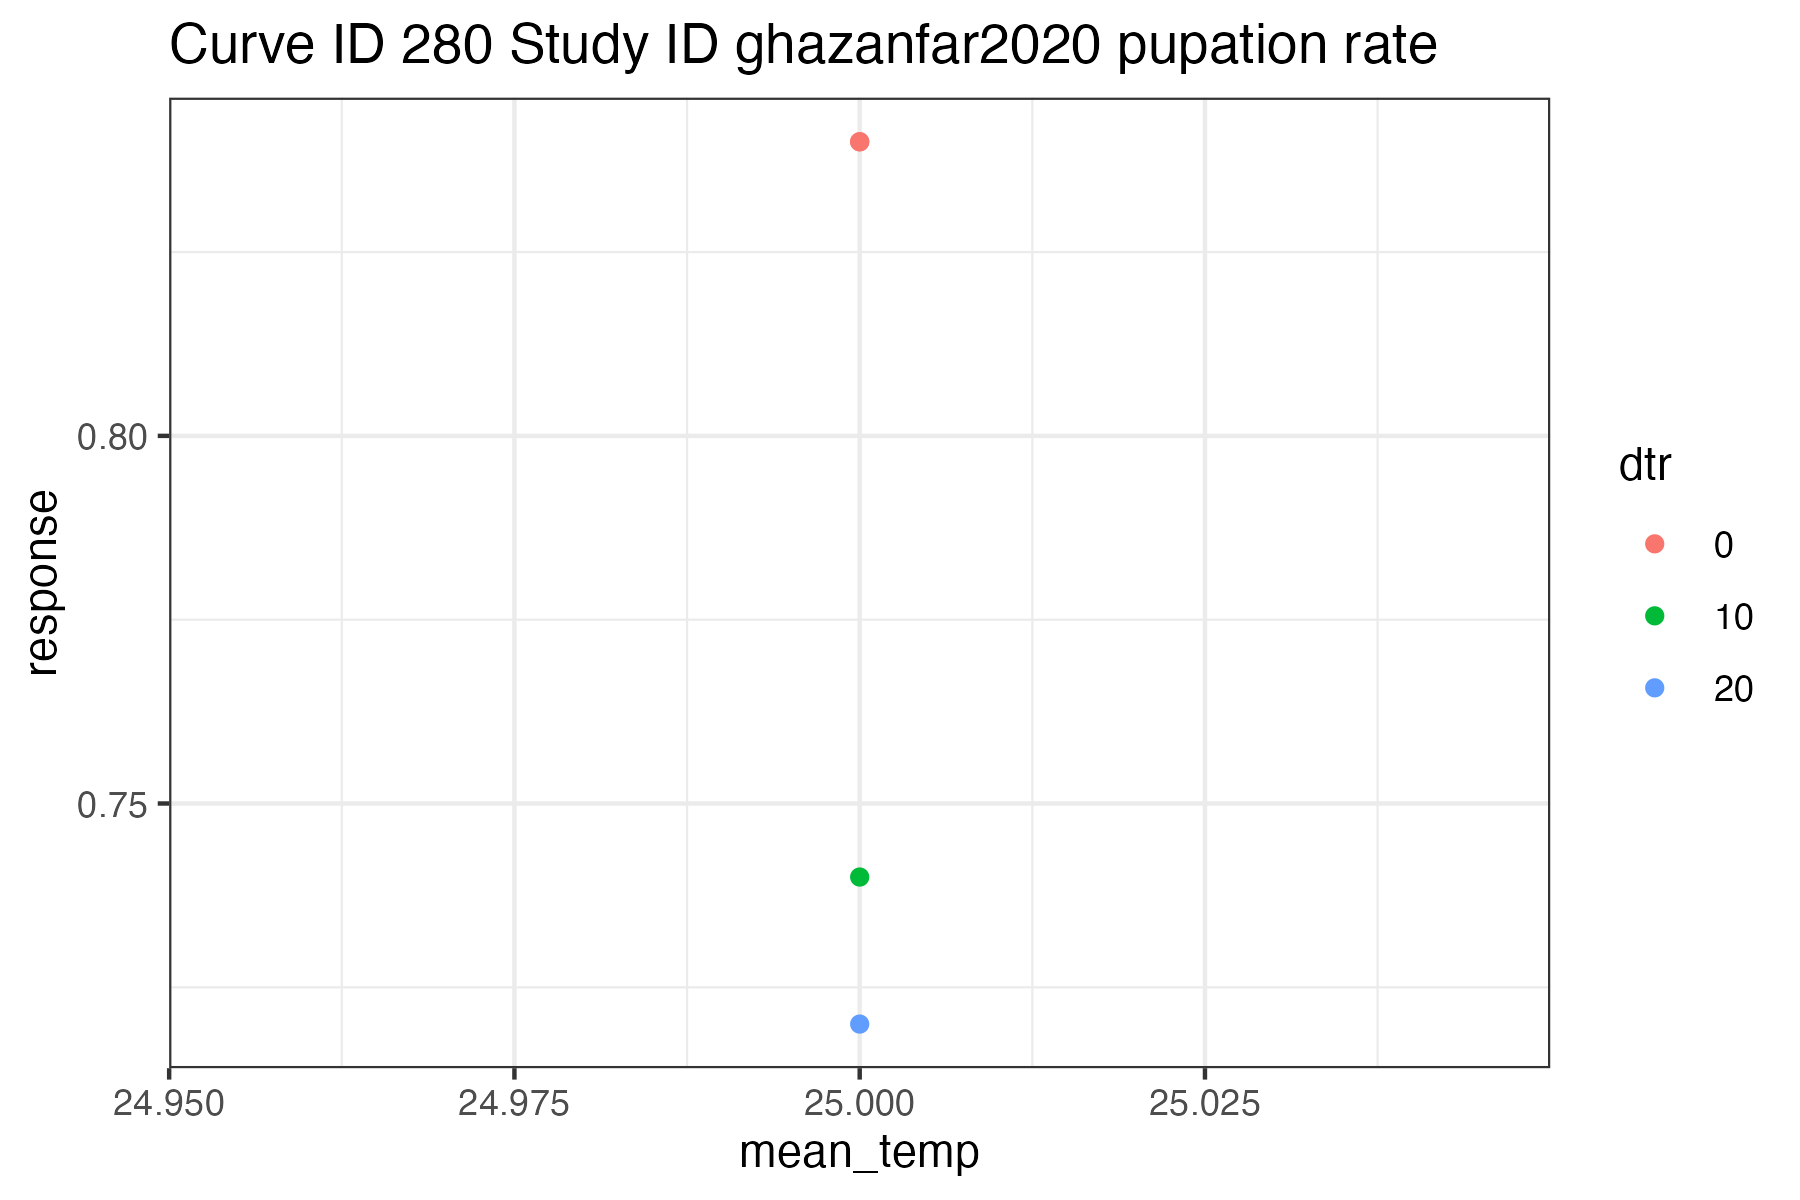 Curve ID 280 Study ID ghazanfar2020 pupation rate
response
0.80
0.75
24.950 24.975 25.000 25.025
mean_temp
dtr
0
10
20